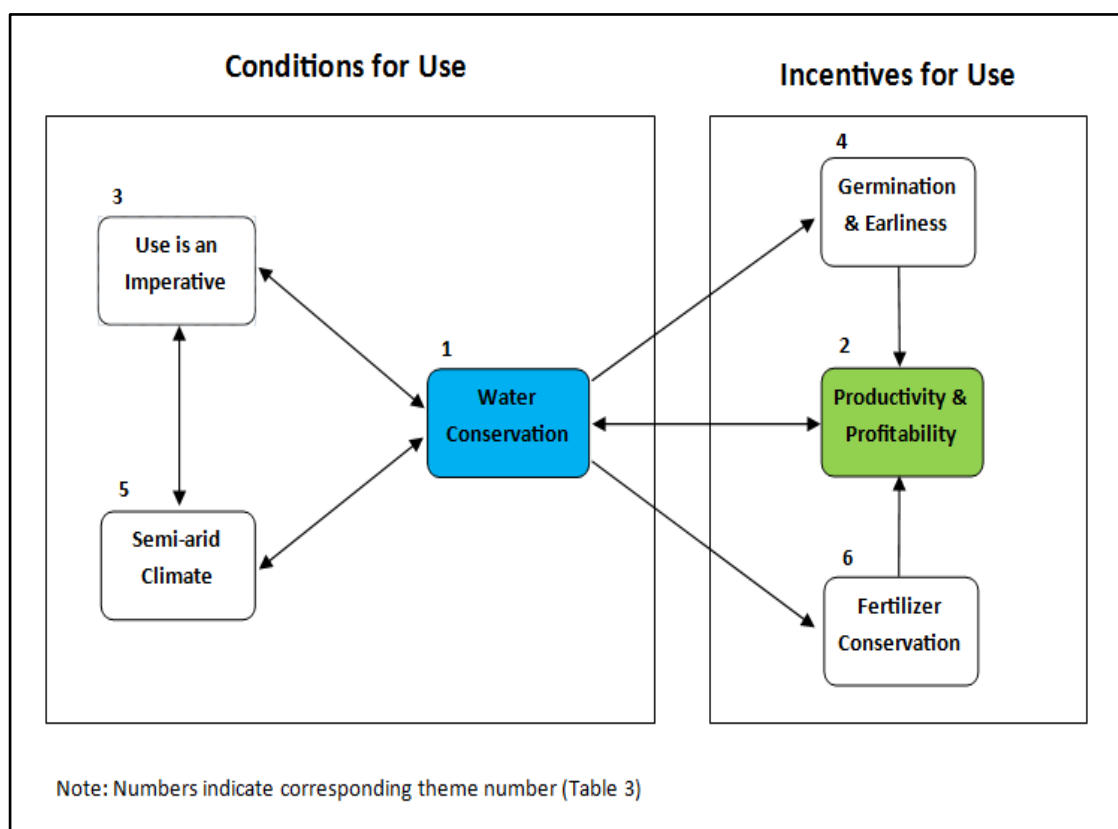 Conditions for Use
Incentives for Use
3
Use is an
Imperative
5
Semi-arid
Climate
1
Water
Conservation
4
Germination
& Earliness
2
Productivity &
Profitability
6
Fertilizer
Conservation
Note: Numbers indicate corresponding theme number (Table 3)